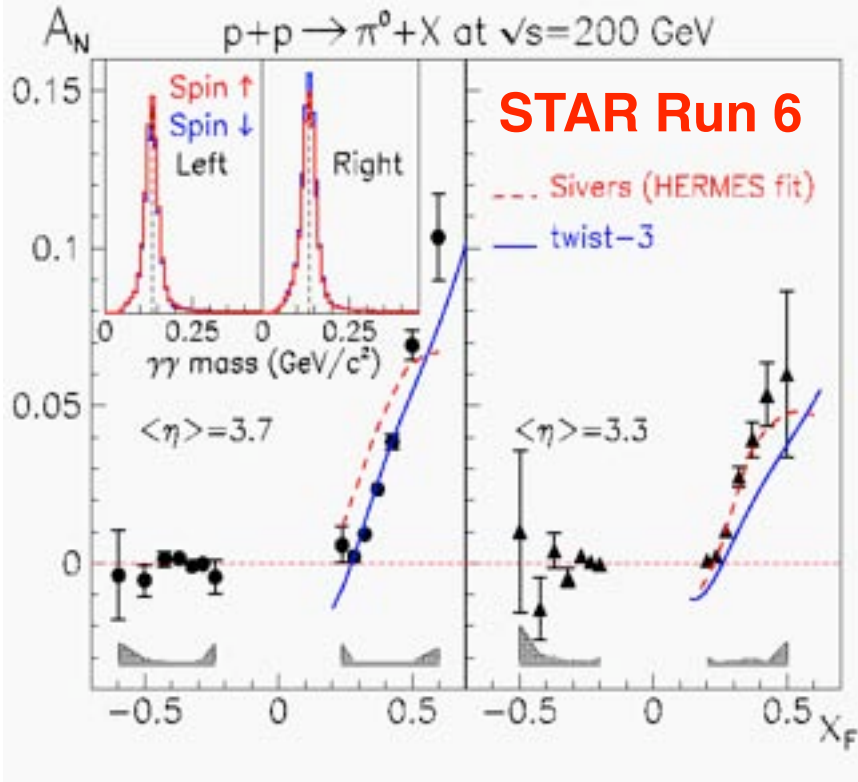 A_N p+p → π⁰+X at √s=200 GeV
0.15
0.1
0.05
0
Spin ↑
Spin ↓
Left
Right
0 0.25 0 0.25
γγ mass (GeV/c²)
STAR Run 6
Sivers (HERMES fit)
twist-3
<η>=3.7
<η>=3.3
-0.5 0 0.5 -0.5 0 0.5 X_F